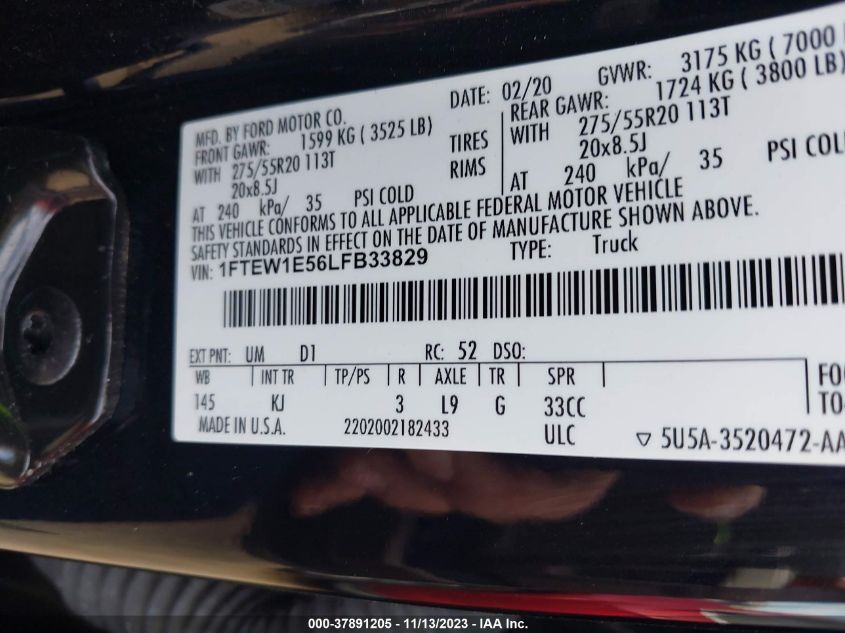 MFD. BY FORD MOTOR CO.
DATE: 02/20 GVWR: 3175 KG ( 7000
FRONT GAWR: 1599 KG ( 3525 LB)
REAR GAWR: 1724 KG ( 3800 LB)
WITH 275/55R20 113T TIRES WITH 275/55R20 113T
20x8.5J RIMS 20x8.5J
AT 240 kPa/ 35 PSI COLD AT 240 kPa/ 35 PSI COL
THIS VEHICLE CONFORMS TO ALL APPLICABLE FEDERAL MOTOR VEHICLE
SAFETY STANDARDS IN EFFECT ON THE DATE OF MANUFACTURE SHOWN ABOVE.
VIN: 1FTEW1E56LFB33829 TYPE: Truck
EXT PNT: UM D1 RC: 52 DSO:
WB INT TR TP/PS R AXLE TR SPR
145 KJ 3 L9 G 33CC
FO
TO
MADE IN U.S.A. 2202002182433 ULC ▽ 5U5A-3520472-AA
000-37891205 - 11/13/2023 - IAA Inc.